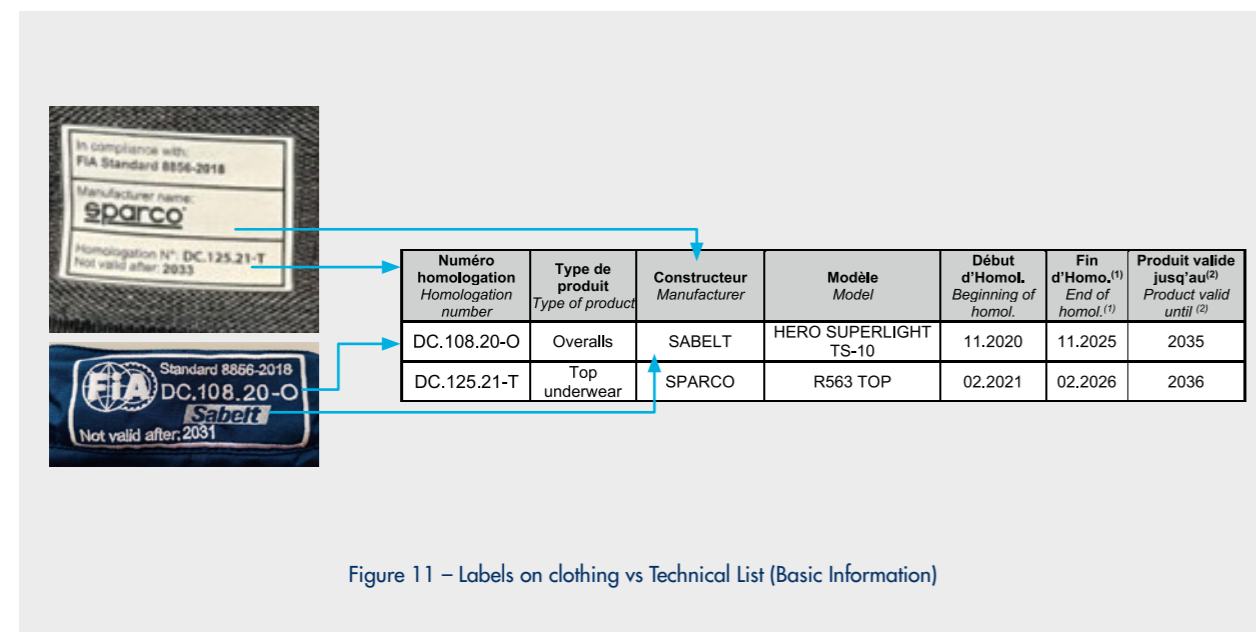 In compliance with:
FIA Standard 8856-2018
Manufacturer name:
sparco
Homologation N°: DC.125.21-T
Not valid after: 2033
FIA
Standard 8856-2018
DC.108.20-O
Sabelt
Not valid after: 2031
Numéro homologation Homologation number | Type de produit Type of product | Constructeur Manufacturer | Modèle Model | Début d'Homol. Beginning of homol. | Fin d'Homo.(1) End of homol.(1) | Produit valide jusq'au(2) Product valid until (2)
DC.108.20-O | Overalls | SABELT | HERO SUPERLIGHT TS-10 | 11.2020 | 11.2025 | 2035
DC.125.21-T | Top underwear | SPARCO | R563 TOP | 02.2021 | 02.2026 | 2036
Figure 11 – Labels on clothing vs Technical List (Basic Information)